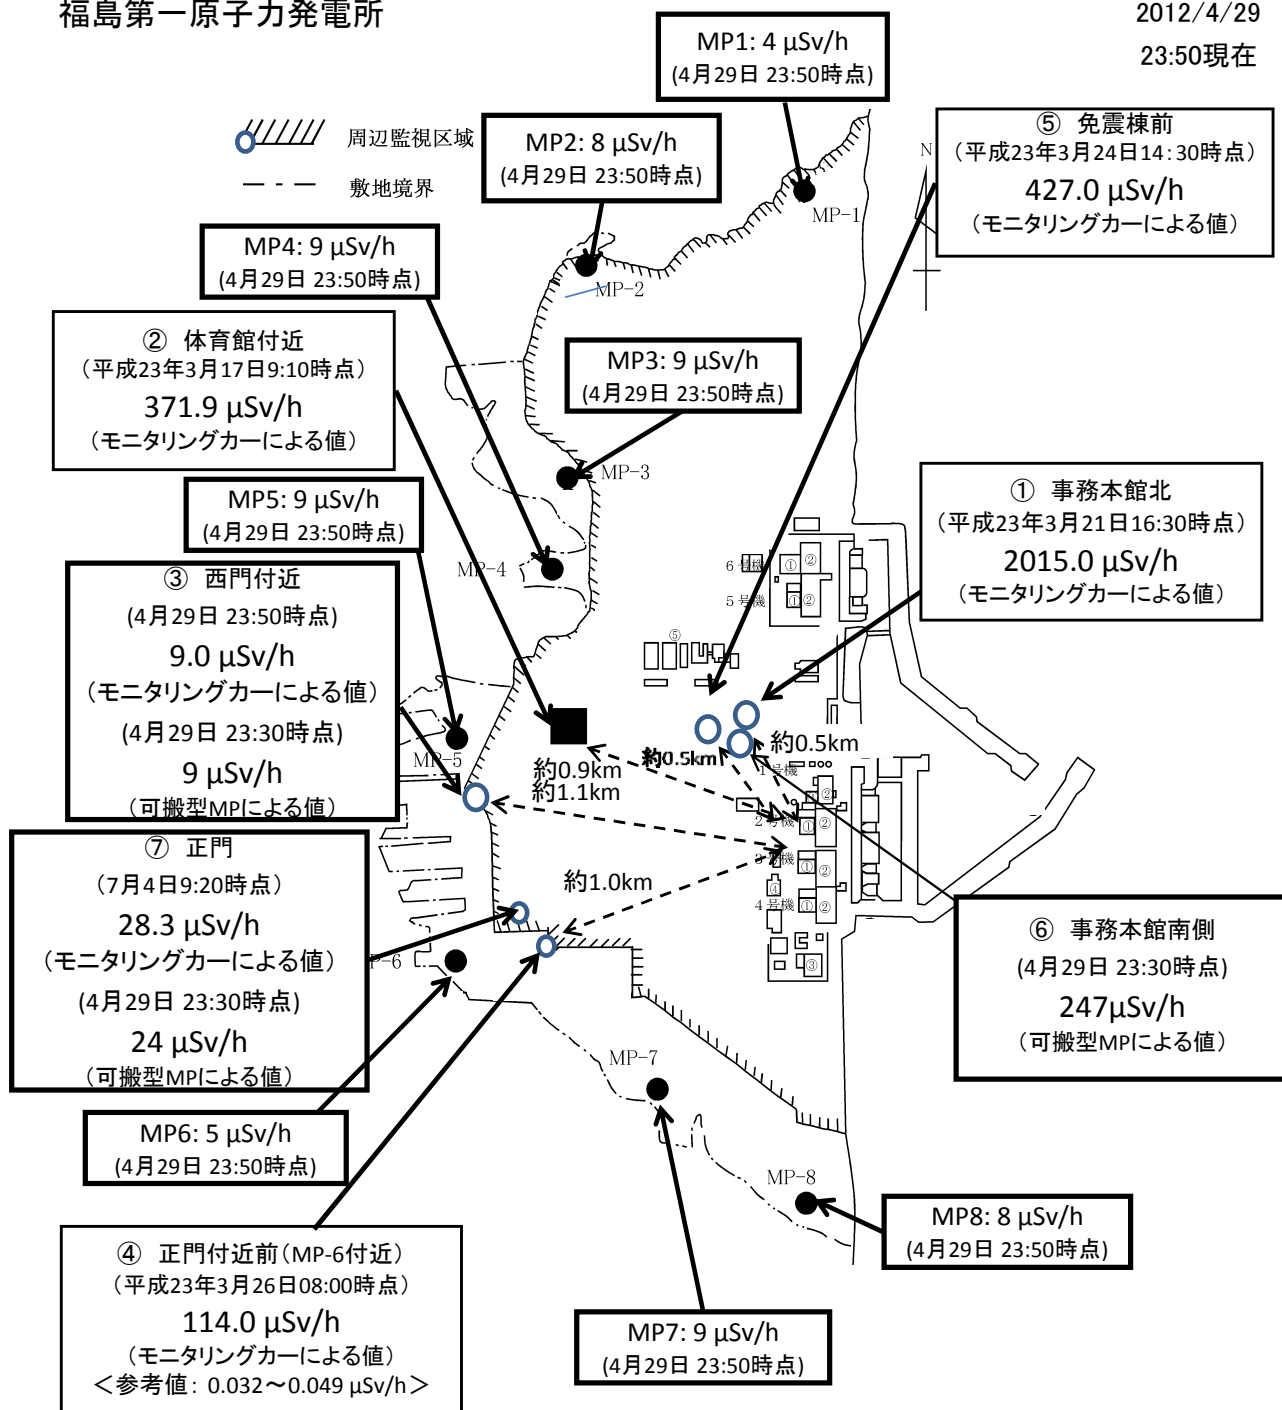 福島第一原子力発電所
2012/4/29
23:50現在
周辺監視区域
敷地境界
MP1: 4 μSv/h
(4月29日 23:50時点)
MP2: 8 μSv/h
(4月29日 23:50時点)
⑤ 免震棟前
（平成23年3月24日14:30時点）
427.0 μSv/h
（モニタリングカーによる値）
N
MP-1
MP4: 9 μSv/h
(4月29日 23:50時点)
MP-2
② 体育館付近
（平成23年3月17日9:10時点）
371.9 μSv/h
（モニタリングカーによる値）
MP3: 9 μSv/h
(4月29日 23:50時点)
MP-3
MP5: 9 μSv/h
(4月29日 23:50時点)
① 事務本館北
（平成23年3月21日16:30時点）
2015.0 μSv/h
（モニタリングカーによる値）
MP-4
③ 西門付近
(4月29日 23:50時点)
9.0 μSv/h
（モニタリングカーによる値）
(4月29日 23:30時点)
9 μSv/h
（可搬型MPによる値）
6号機
①
②
5号機
①
②
⑤
MP-5
約0.9km
約1.1km
約0.5km
約0.5km
1号機
②
2号機
①
②
3号機
①
②
④
4号機
①
②
③
約1.0km
⑦ 正門
(7月4日9:20時点)
28.3 μSv/h
（モニタリングカーによる値）
(4月29日 23:30時点)
24 μSv/h
（可搬型MPによる値）
P-6
⑥ 事務本館南側
(4月29日 23:30時点)
247μSv/h
（可搬型MPによる値）
MP-7
MP6: 5 μSv/h
(4月29日 23:50時点)
MP-8
MP8: 8 μSv/h
(4月29日 23:50時点)
④ 正門付近前（MP-6付近）
（平成23年3月26日08:00時点）
114.0 μSv/h
（モニタリングカーによる値）
＜参考値: 0.032～0.049 μSv/h＞
MP7: 9 μSv/h
(4月29日 23:50時点)